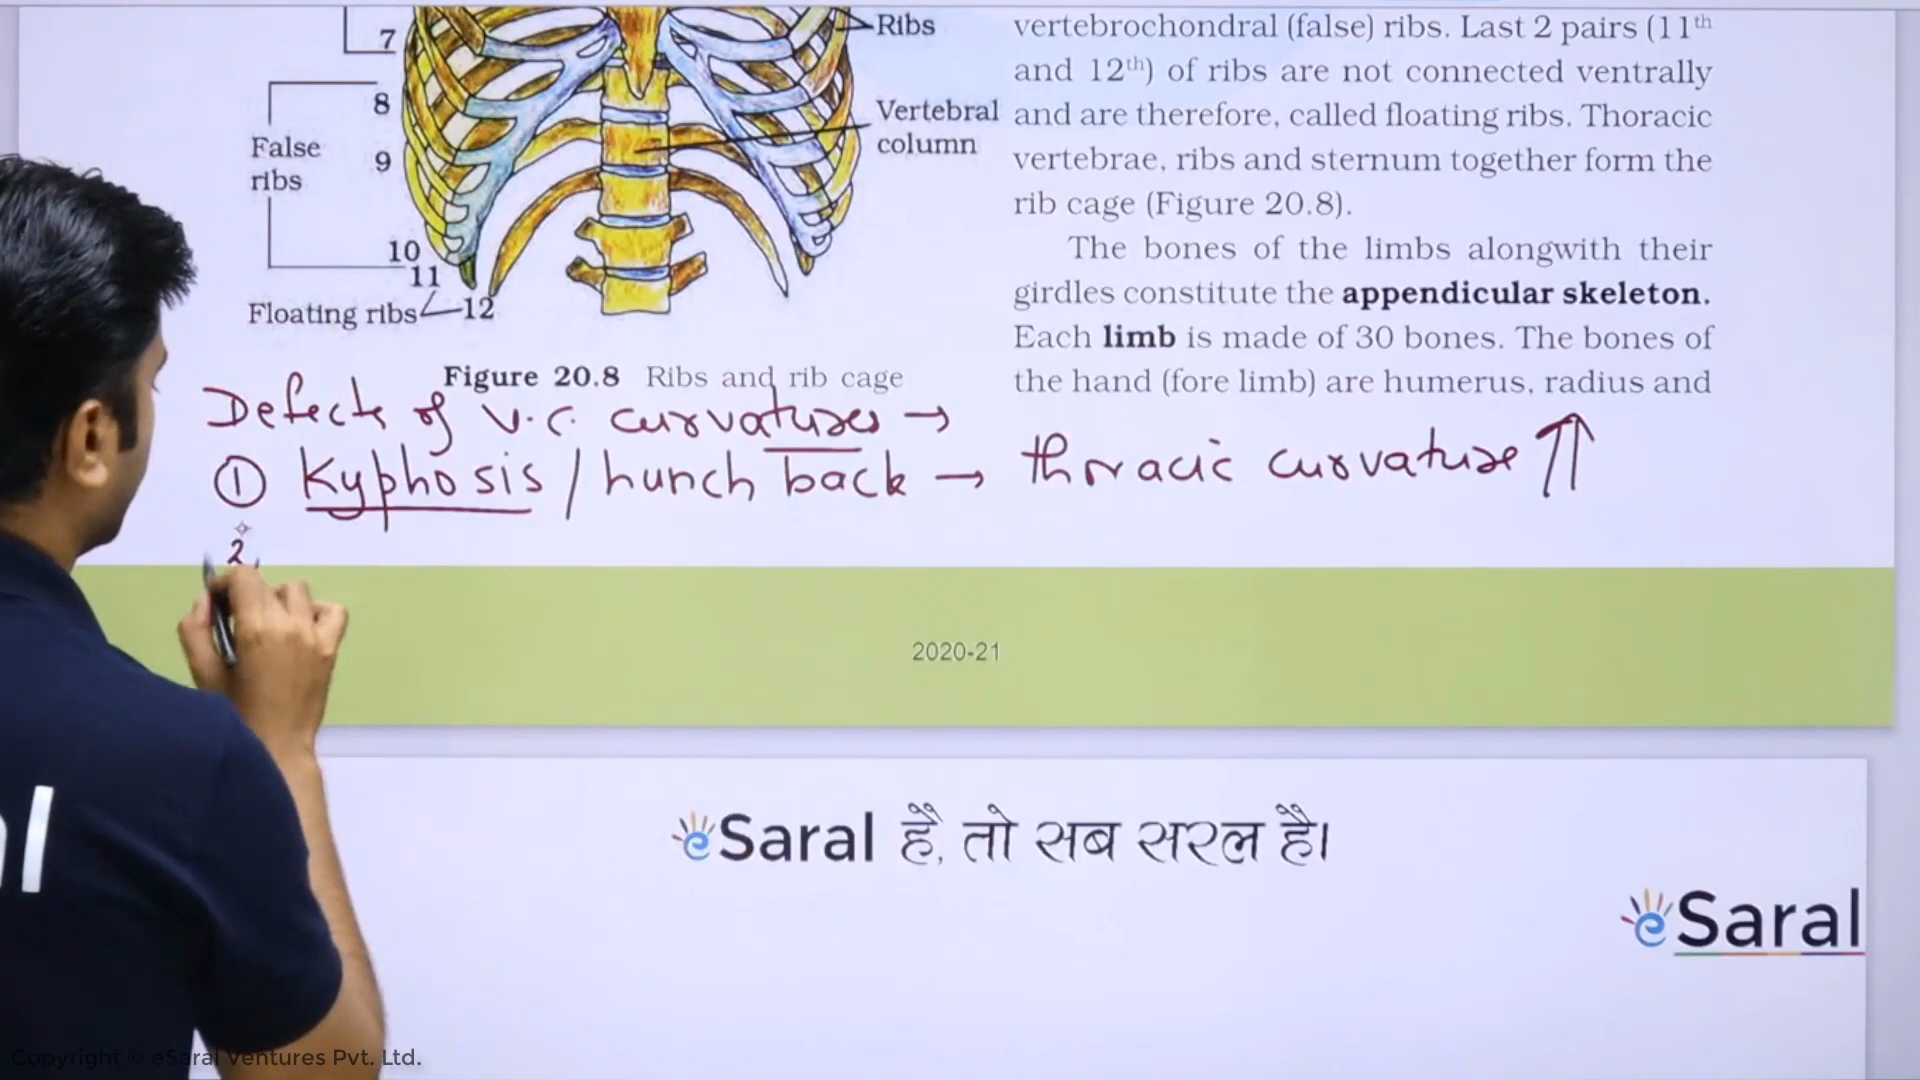 7
Ribs
8
Vertebral
column
False
ribs
9
10
11
Floating ribs
12
Figure 20.8 Ribs and rib cage
vertebrochondral (false) ribs. Last 2 pairs (11th
and 12th) of ribs are not connected ventrally
and are therefore, called floating ribs. Thoracic
vertebrae, ribs and sternum together form the
rib cage (Figure 20.8).
The bones of the limbs alongwith their
girdles constitute the appendicular skeleton.
Each limb is made of 30 bones. The bones of
the hand (fore limb) are humerus, radius and
Defects of V.C. curvatures →
① Kyphosis / hunch back → thoracic curvature ⇑
2
2020-21
eSaral है, तो सब सरल है।
eSaral
al
Copyright © eSaral Ventures Pvt. Ltd.